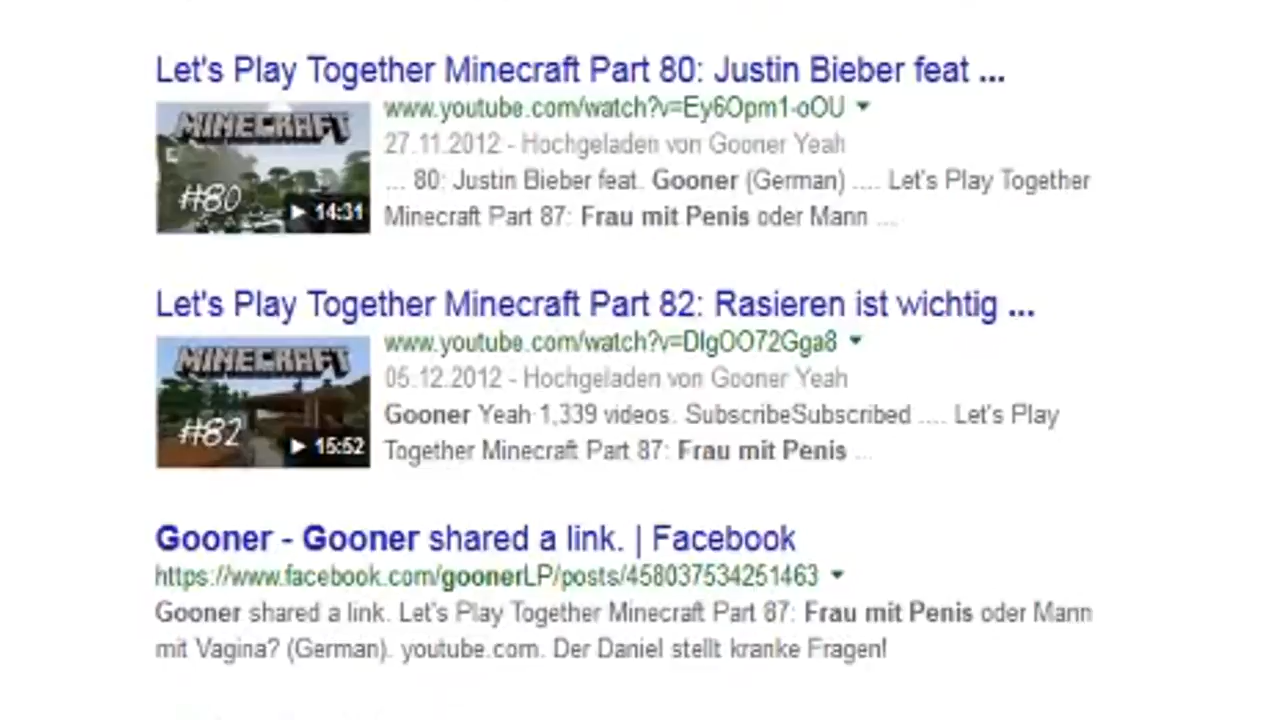 Let's Play Together Minecraft Part 80: Justin Bieber feat ...
www.youtube.com/watch?v=Ey6Opm1-oOU
MINECRAFT
#80
14:31
27.11.2012 - Hochgeladen von Gooner Yeah
... 80: Justin Bieber feat. Gooner (German) .... Let's Play Together
Minecraft Part 87: Frau mit Penis oder Mann ...
Let's Play Together Minecraft Part 82: Rasieren ist wichtig ...
www.youtube.com/watch?v=DlgOO72Gga8
MINECRAFT
#82
15:52
05.12.2012 - Hochgeladen von Gooner Yeah
Gooner Yeah·1,339 videos. SubscribeSubscribed .... Let's Play
Together Minecraft Part 87: Frau mit Penis ...
Gooner - Gooner shared a link. | Facebook
https://www.facebook.com/goonerLP/posts/458037534251463
Gooner shared a link. Let's Play Together Minecraft Part 87: Frau mit Penis oder Mann
mit Vagina? (German). youtube.com. Der Daniel stellt kranke Fragen!